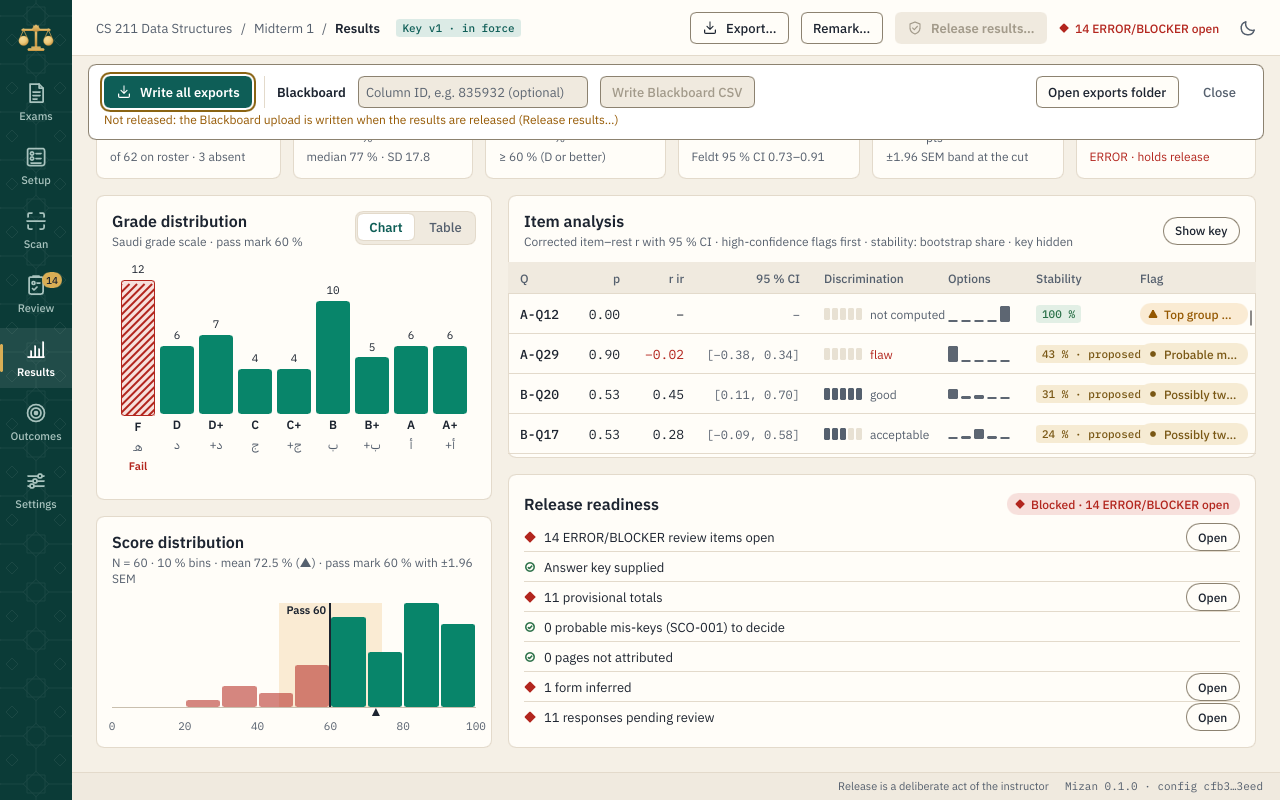 CS 211 Data Structures / Midterm 1 / Results Key v1 · in force
Export… Remark… Release results… 14 ERROR/BLOCKER open
Write all exports Blackboard Column ID, e.g. 835932 (optional) Write Blackboard CSV Open exports folder Close
Not released: the Blackboard upload is written when the results are released (Release results…)
Exams
Setup
Scan
14
Review
Results
Outcomes
Settings
of 62 on roster · 3 absent
median 77 % · SD 17.8
≥ 60 % (D or better)
Feldt 95 % CI 0.73–0.91
±1.96 SEM band at the cut
ERROR · holds release
Grade distribution
Saudi grade scale · pass mark 60 %
Chart Table
12 6 7 4 4 10 5 6 6
F D D+ C C+ B B+ A A+
هـ د د+ ج ج+ ب ب+ أ أ+
Fail
Score distribution
N = 60 · 10 % bins · mean 72.5 % (▲) · pass mark 60 % with ±1.96
SEM
Pass 60
0 20 40 60 80 100
Item analysis
Corrected item–rest r with 95 % CI · high-confidence flags first · stability: bootstrap share · key hidden
Show key
Q p r ir 95 % CI Discrimination Options Stability Flag
A-Q12 0.00 – – not computed 100 % Top group …
A-Q29 0.90 −0.02 [−0.38, 0.34] flaw 43 % · proposed Probable m…
B-Q20 0.53 0.45 [0.11, 0.70] good 31 % · proposed Possibly tw…
B-Q17 0.53 0.28 [−0.09, 0.58] acceptable 24 % · proposed Possibly tw…
Release readiness
Blocked · 14 ERROR/BLOCKER open
14 ERROR/BLOCKER review items open Open
Answer key supplied
11 provisional totals Open
0 probable mis-keys (SCO-001) to decide
0 pages not attributed
1 form inferred Open
11 responses pending review Open
Release is a deliberate act of the instructor Mizan 0.1.0 · config cfb3…3eed